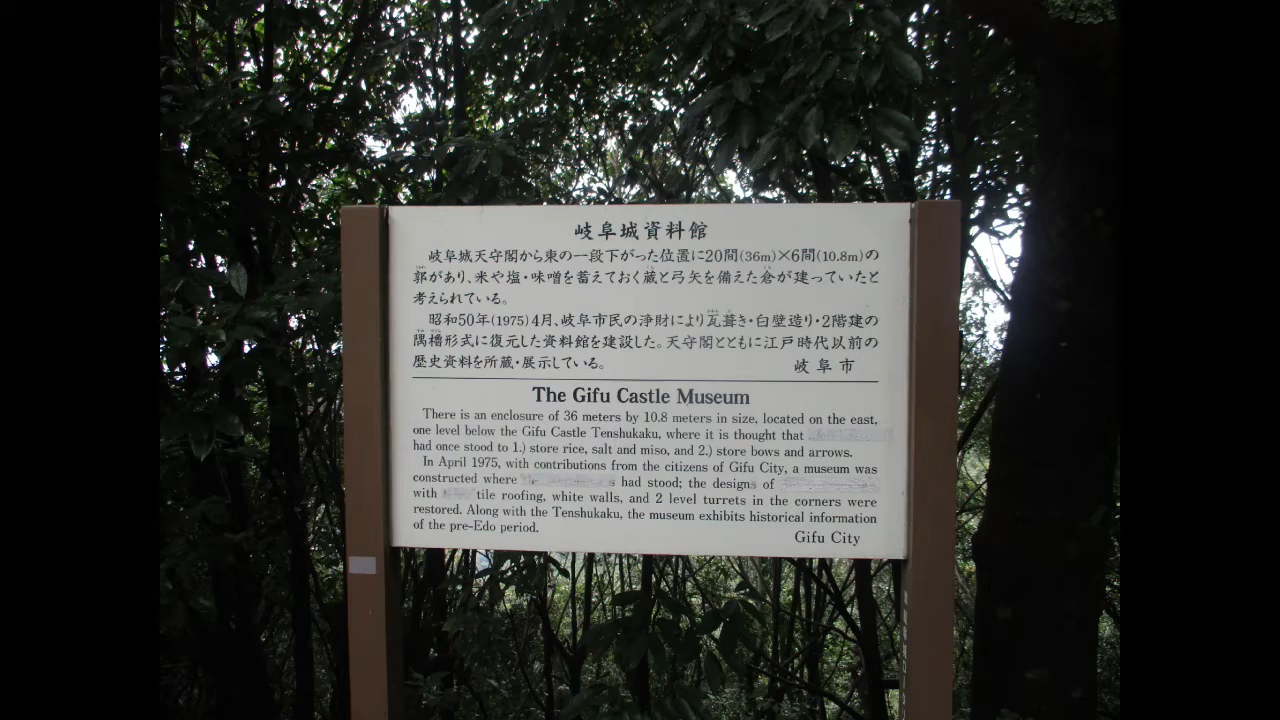 岐阜城資料館
岐阜城天守閣から東の一段下がった位置に20間(36m)×6間(10.8m)の
郭があり、米や塩・味噌を蓄えておく蔵と弓矢を備えた倉が建っていたと
考えられている。
昭和50年(1975)4月、岐阜市民の浄財により瓦葺き・白壁造り・2階建の
隅櫓形式に復元した資料館を建設した。天守閣とともに江戸時代以前の
歴史資料を所蔵・展示している。
岐阜市
The Gifu Castle Museum
There is an enclosure of 36 meters by 10.8 meters in size, located on the east,
one level below the Gifu Castle Tenshukaku, where it is thought that
had once stood to 1.) store rice, salt and miso, and 2.) store bows and arrows.
In April 1975, with contributions from the citizens of Gifu City, a museum was
constructed where had stood; the designs of
with tile roofing, white walls, and 2 level turrets in the corners were
restored. Along with the Tenshukaku, the museum exhibits historical information
of the pre-Edo period.
Gifu City